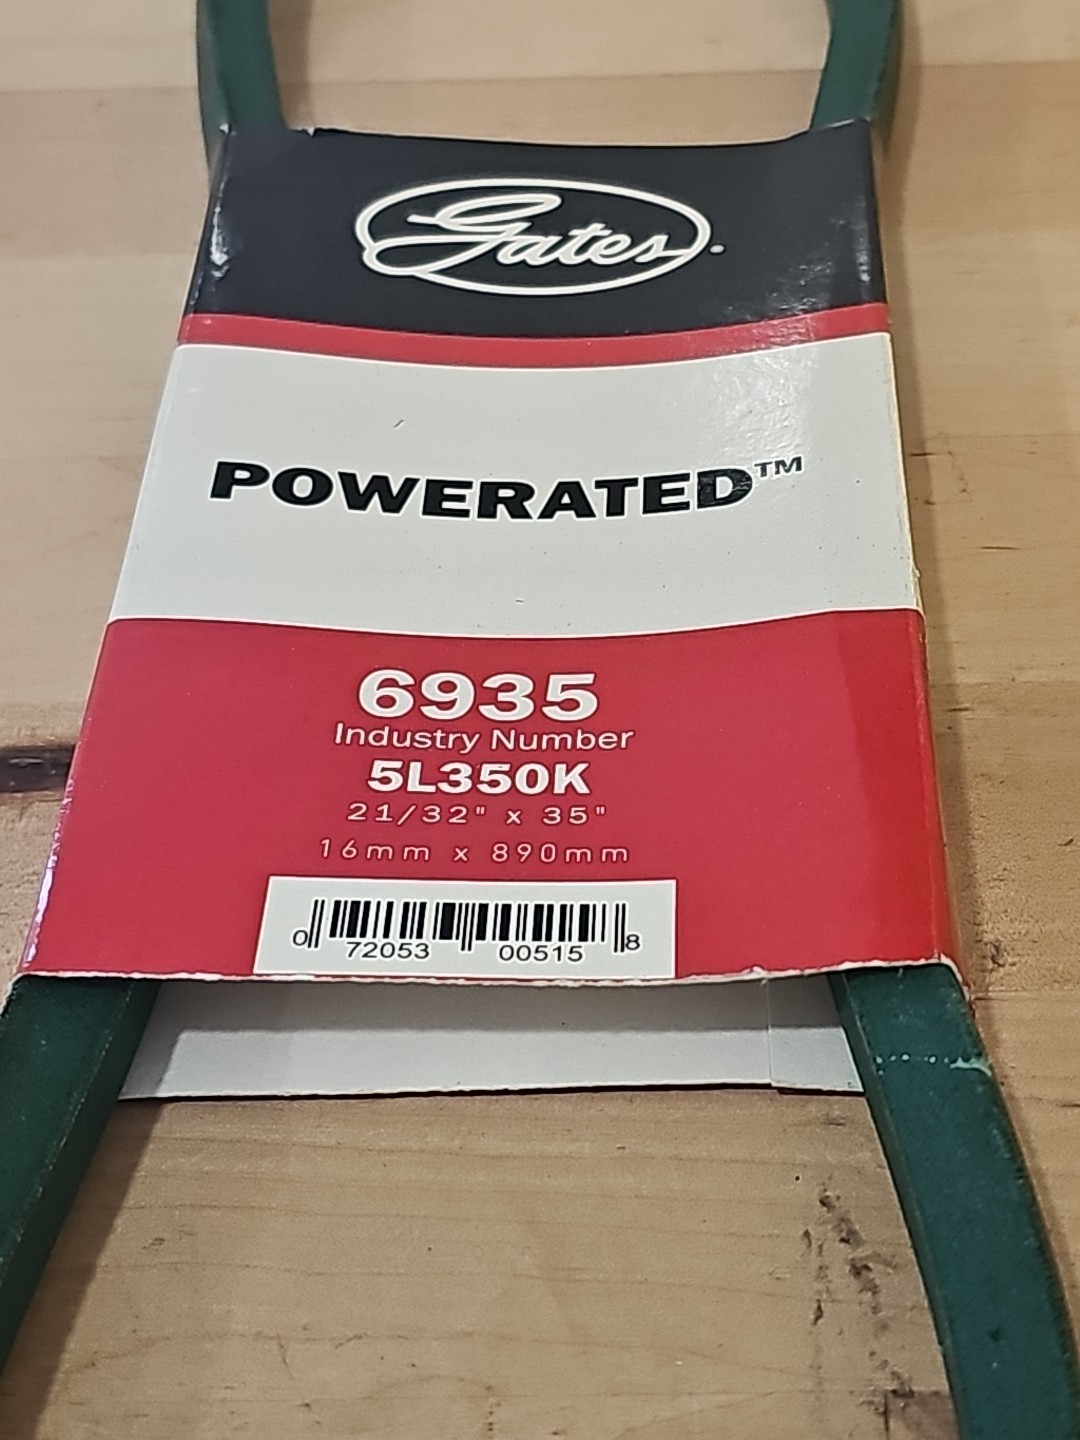 Gates
POWERATED™
6935
Industry Number
5L350K
21/32" x 35"
16mm x 890mm
0 72053 00515 8